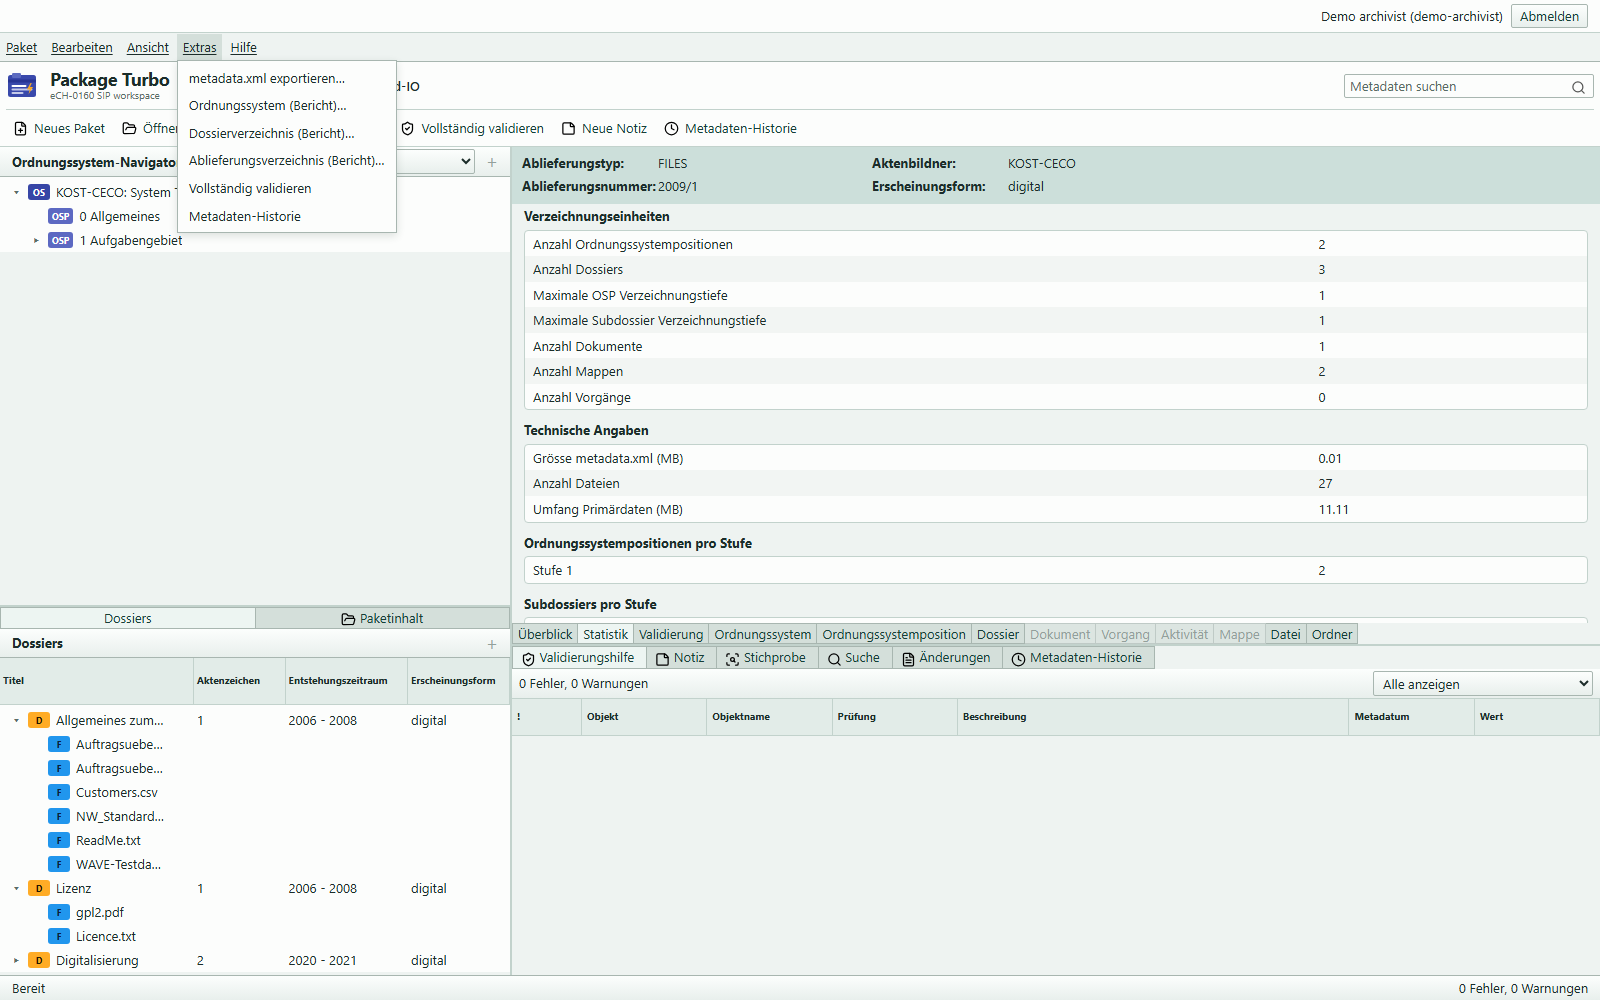 Demo archivist (demo-archivist) Abmelden
Paket Bearbeiten Ansicht Extras Hilfe
Package Turbo
eCH-0160 SIP workspace
d-IO
Metadaten suchen
metadata.xml exportieren...
Ordnungssystem (Bericht)...
Dossierverzeichnis (Bericht)...
Ablieferungsverzeichnis (Bericht)...
Vollständig validieren
Metadaten-Historie
Neues Paket Öffnen Vollständig validieren Neue Notiz Metadaten-Historie
Ordnungssystem-Navigator
KOST-CECO: System T
OS
OSP 0 Allgemeines
OSP 1 Aufgabengebiet
Ablieferungstyp: FILES Aktenbildner: KOST-CECO
Ablieferungsnummer: 2009/1 Erscheinungsform: digital
Verzeichnungseinheiten
Anzahl Ordnungssystempositionen 2
Anzahl Dossiers 3
Maximale OSP Verzeichnungstiefe 1
Maximale Subdossier Verzeichnungstiefe 1
Anzahl Dokumente 1
Anzahl Mappen 2
Anzahl Vorgänge 0
Technische Angaben
Grösse metadata.xml (MB) 0.01
Anzahl Dateien 27
Umfang Primärdaten (MB) 11.11
Ordnungssystempositionen pro Stufe
Stufe 1 2
Subdossiers pro Stufe
Überblick Statistik Validierung Ordnungssystem Ordnungssystemposition Dossier Dokument Vorgang Aktivität Mappe Datei Ordner
Dossiers Paketinhalt
Dossiers
Titel Aktenzeichen Entstehungszeitraum Erscheinungsform
D Allgemeines zum... 1 2006 - 2008 digital
F Auftragsuebe...
F Auftragsuebe...
F Customers.csv
F NW_Standard...
F ReadMe.txt
F WAVE-Testda...
D Lizenz 1 2006 - 2008 digital
F gpl2.pdf
F Licence.txt
D Digitalisierung 2 2020 - 2021 digital
Validierungshilfe Notiz Stichprobe Suche Änderungen Metadaten-Historie
0 Fehler, 0 Warnungen Alle anzeigen
! Objekt Objektname Prüfung Beschreibung Metadatum Wert
Bereit 0 Fehler, 0 Warnungen